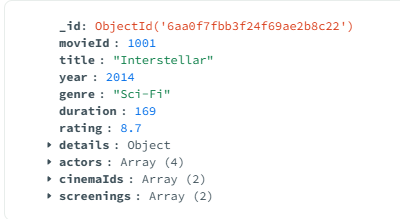 _id: ObjectId('6aa0f7fbb3f24f69ae2b8c22')
movieId : 1001
title : "Interstellar"
year : 2014
genre : "Sci-Fi"
duration : 169
rating : 8.7
details : Object
actors : Array (4)
cinemaIds : Array (2)
screenings : Array (2)